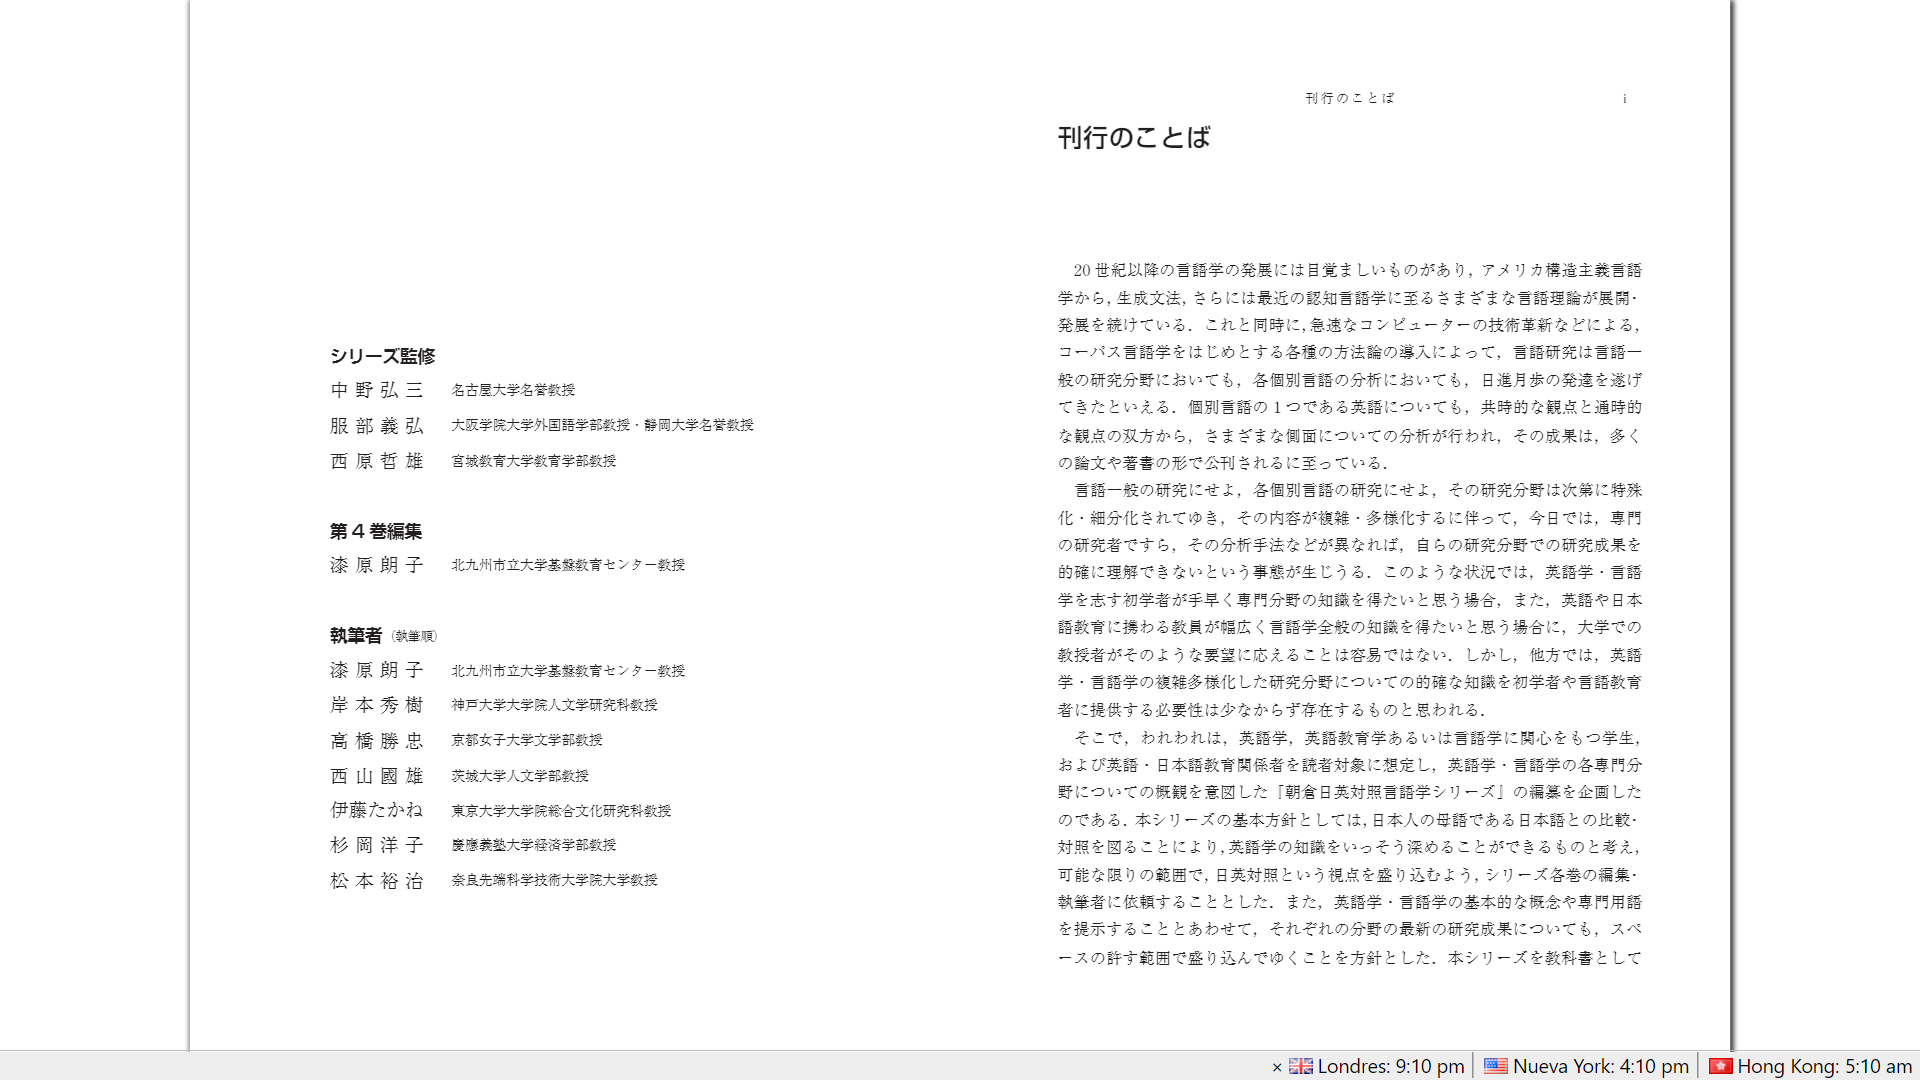 シリーズ監修
中野弘三 名古屋大学名誉教授
服部義弘 大阪学院大学外国語学部教授・静岡大学名誉教授
西原哲雄 宮城教育大学教育学部教授
第4巻編集
漆原朗子 北九州市立大学基盤教育センター教授
執筆者（執筆順）
漆原朗子 北九州市立大学基盤教育センター教授
岸本秀樹 神戸大学大学院人文学研究科教授
高橋勝忠 京都女子大学文学部教授
西山國雄 茨城大学人文学部教授
伊藤たかね 東京大学大学院総合文化研究科教授
杉岡洋子 慶應義塾大学経済学部教授
松本裕治 奈良先端科学技術大学院大学教授
刊行のことば i
刊行のことば
20世紀以降の言語学の発展には目覚ましいものがあり，アメリカ構造主義言語
学から，生成文法，さらには最近の認知言語学に至るさまざまな言語理論が展開・
発展を続けている．これと同時に，急速なコンピューターの技術革新などによる，
コーパス言語学をはじめとする各種の方法論の導入によって，言語研究は言語一
般の研究分野においても，各個別言語の分析においても，日進月歩の発達を遂げ
てきたといえる．個別言語の1つである英語についても，共時的な観点と通時的
な観点の双方から，さまざまな側面についての分析が行われ，その成果は，多く
の論文や著書の形で公刊されるに至っている．
言語一般の研究にせよ，各個別言語の研究にせよ，その研究分野は次第に特殊
化・細分化されてゆき，その内容が複雑・多様化するに伴って，今日では，専門
の研究者ですら，その分析手法などが異なれば，自らの研究分野での研究成果を
的確に理解できないという事態が生じうる．このような状況では，英語学・言語
学を志す初学者が手早く専門分野の知識を得たいと思う場合，また，英語や日本
語教育に携わる教員が幅広く言語学全般の知識を得たいと思う場合に，大学での
教授者がそのような要望に応えることは容易ではない．しかし，他方では，英語
学・言語学の複雑多様化した研究分野についての的確な知識を初学者や言語教育
者に提供する必要性は少なからず存在するものと思われる．
そこで，われわれは，英語学，英語教育学あるいは言語学に関心をもつ学生，
および英語・日本語教育関係者を読者対象に想定し，英語学・言語学の各専門分
野についての概観を意図した『朝倉日英対照言語学シリーズ』の編纂を企画した
のである．本シリーズの基本方針としては，日本人の母語である日本語との比較・
対照を図ることにより，英語学の知識をいっそう深めることができるものと考え，
可能な限りの範囲で，日英対照という視点を盛り込むよう，シリーズ各巻の編集・
執筆者に依頼することとした．また，英語学・言語学の基本的な概念や専門用語
を提示することとあわせて，それぞれの分野の最新の研究成果についても，スペ
ースの許す範囲で盛り込んでゆくことを方針とした．本シリーズを教科書として
× Londres: 9:10 pm Nueva York: 4:10 pm Hong Kong: 5:10 am